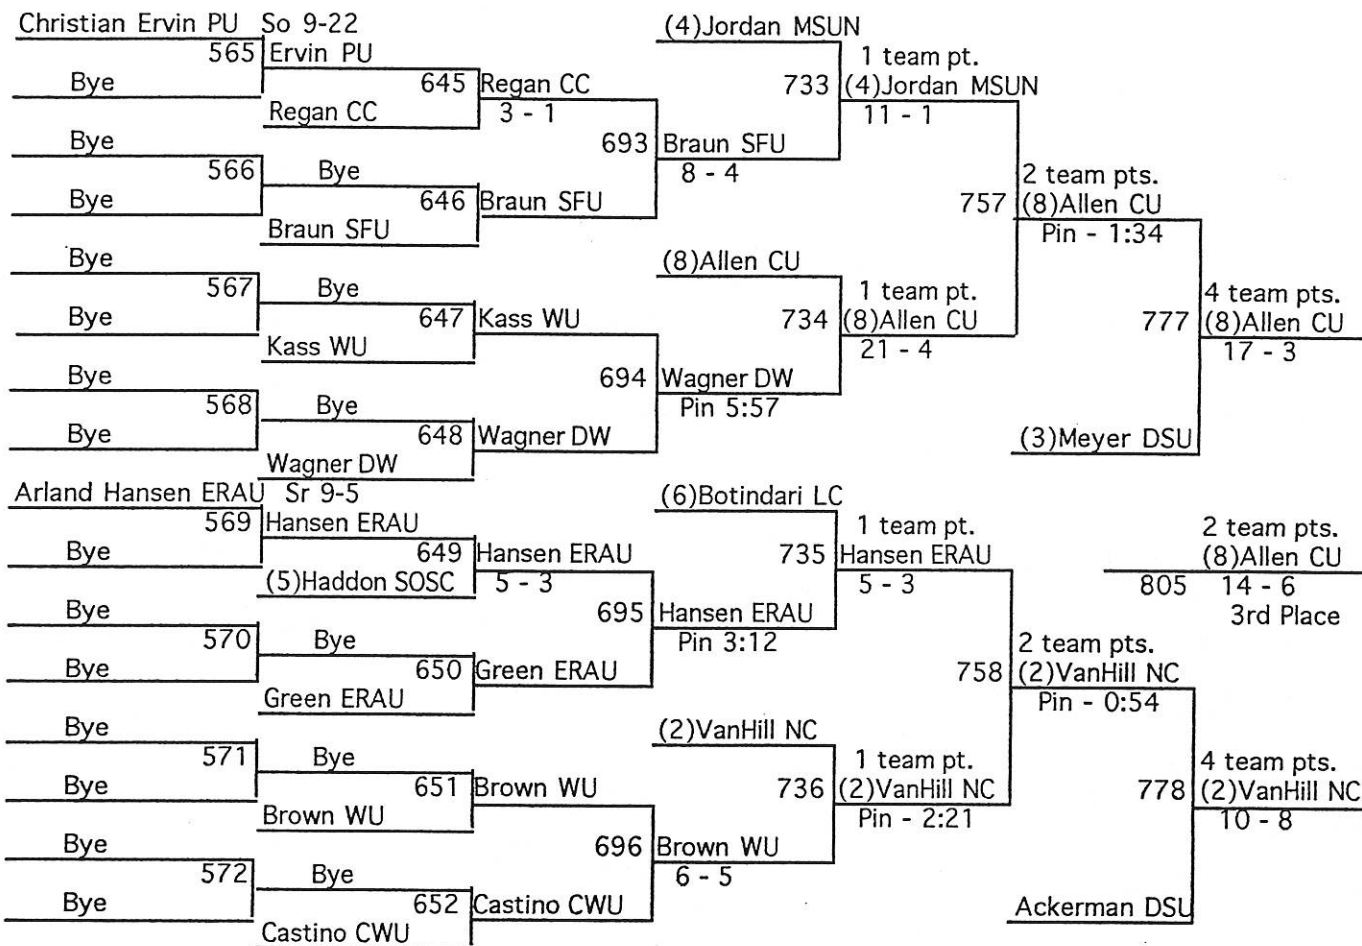 Christian Ervin PU So 9-22
565
Bye
Ervin PU
645
Regan CC
Regan CC
3 - 1
Bye
566
Bye
Bye
646
Braun SFU
Braun SFU
693
Braun SFU
8 - 4
(4)Jordan MSUN
733
1 team pt.
(4)Jordan MSUN
11 - 1
Bye
567
Bye
Bye
647
Kass WU
Kass WU
Bye
568
Bye
Bye
648
Wagner DW
Wagner DW
694
Wagner DW
Pin 5:57
(8)Allen CU
734
1 team pt.
(8)Allen CU
21 - 4
757
2 team pts.
(8)Allen CU
Pin - 1:34
777
(3)Meyer DSU
4 team pts.
(8)Allen CU
17 - 3
Arland Hansen ERAU Sr 9-5
569
Bye
Hansen ERAU
649
(5)Haddon SOSC
Hansen ERAU
5 - 3
Bye
570
Bye
Bye
650
Green ERAU
Green ERAU
695
Hansen ERAU
Pin 3:12
(6)Botindari LC
735
1 team pt.
Hansen ERAU
5 - 3
2 team pts.
(8)Allen CU
805
14 - 6
3rd Place
Bye
571
Bye
Bye
651
Brown WU
Brown WU
Bye
572
Bye
Bye
652
Castino CWU
Castino CWU
696
Brown WU
6 - 5
(2)VanHill NC
736
1 team pt.
(2)VanHill NC
Pin - 2:21
758
2 team pts.
(2)VanHill NC
Pin - 0:54
778
Ackerman DSU
4 team pts.
(2)VanHill NC
10 - 8